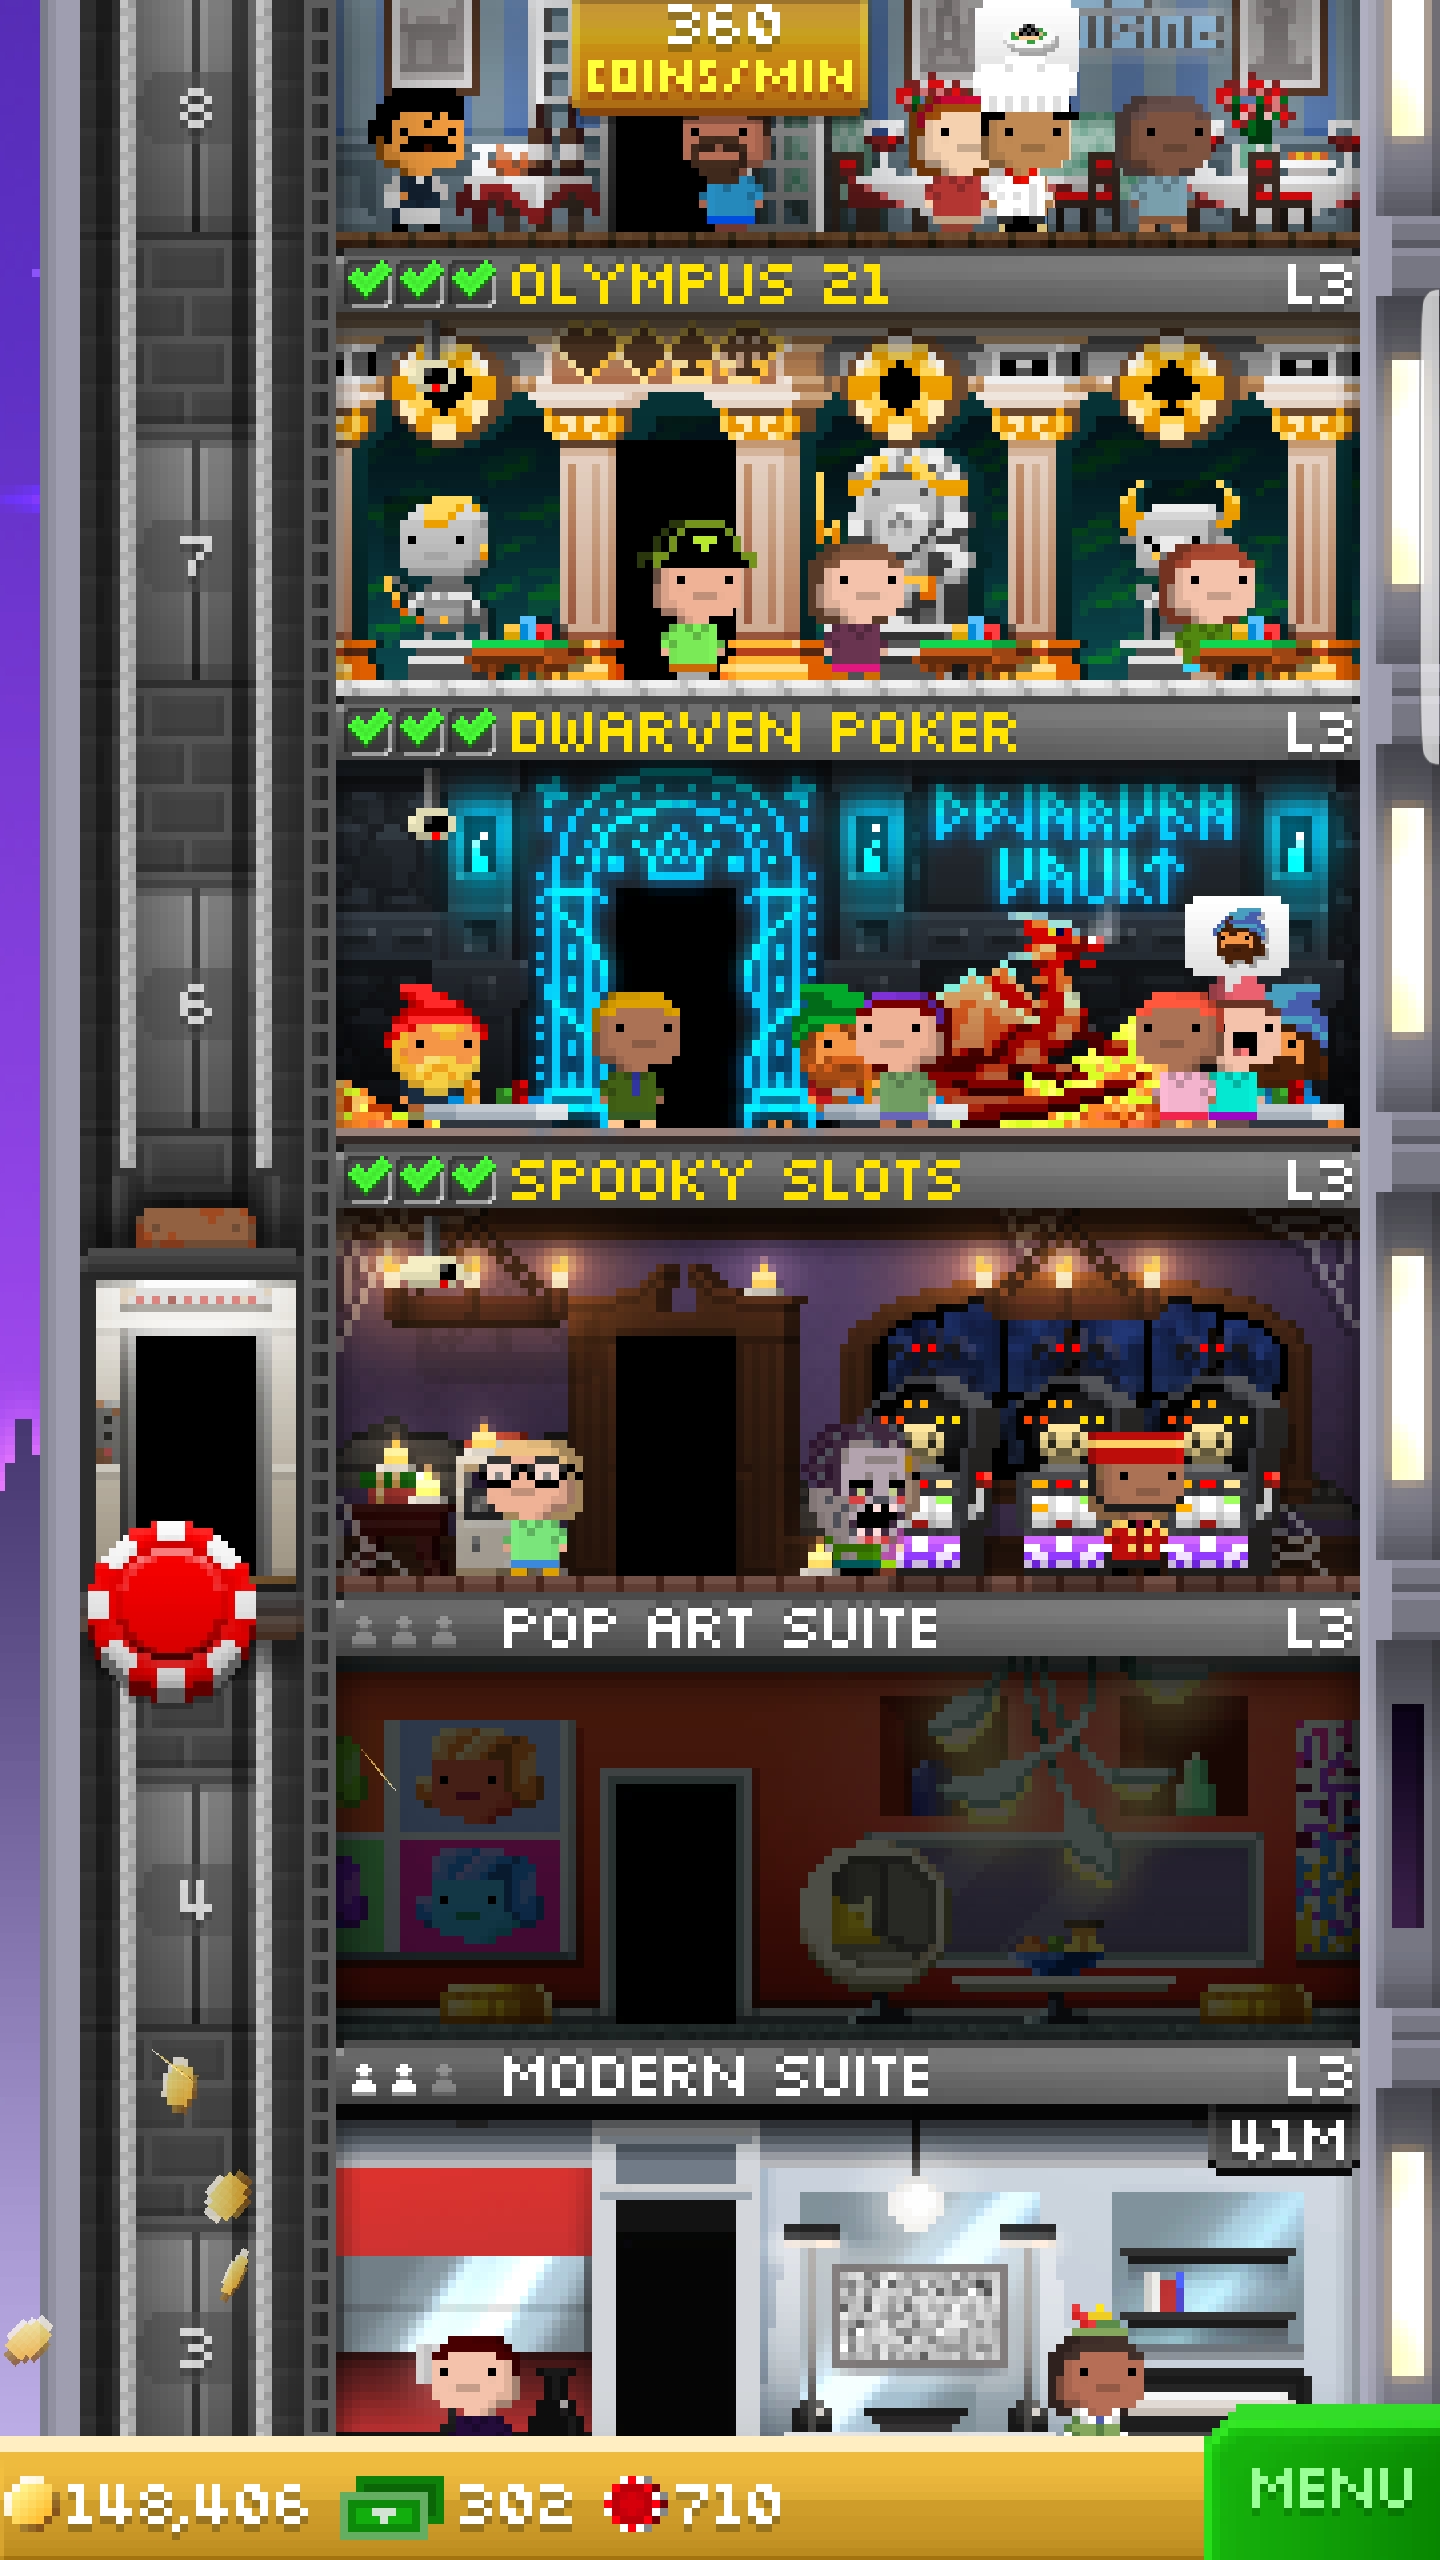 360
COINS/MIN
8
OLYMPUS 21 L3
7
DWARVEN POKER L3
DWARVEN
VAULT
6
SPOOKY SLOTS L3
POP ART SUITE L3
4
MODERN SUITE L3
41M
3
148,406 302 710
MENU